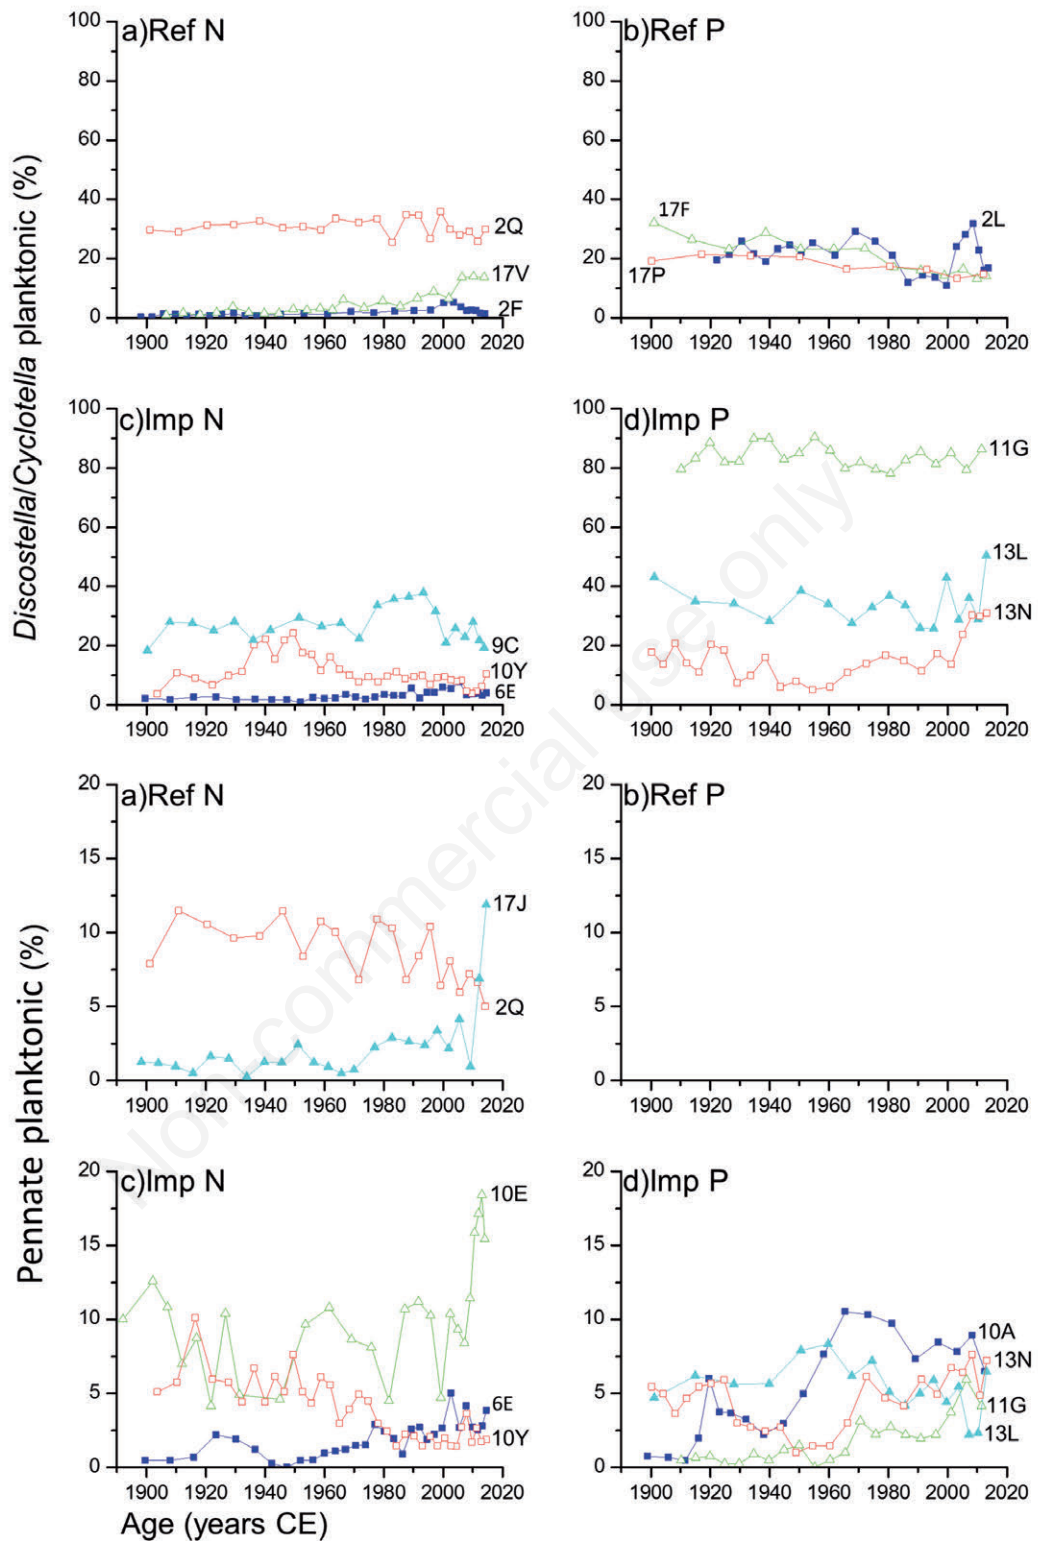 Discostella/Cyclotella planktonic (%)
a)Ref N
100
80
60
40
20
0
2Q
17V
2F
1900 1920 1940 1960 1980 2000 2020
b)Ref P
100
80
60
40
20
0
17F
2L
17P
1900 1920 1940 1960 1980 2000 2020
c)Imp N
100
80
60
40
20
0
9C
10Y
6E
1900 1920 1940 1960 1980 2000 2020
d)Imp P
100
80
60
40
20
0
11G
13L
13N
1900 1920 1940 1960 1980 2000 2020
Pennate planktonic (%)
a)Ref N
20
15
10
5
0
17J
2Q
1900 1920 1940 1960 1980 2000 2020
b)Ref P
20
15
10
5
0
1900 1920 1940 1960 1980 2000 2020
c)Imp N
20
15
10
5
0
10E
6E
10Y
1900 1920 1940 1960 1980 2000 2020
d)Imp P
20
15
10
5
0
10A
13N
11G
13L
1900 1920 1940 1960 1980 2000 2020
Age (years CE)
Non-commercial use only